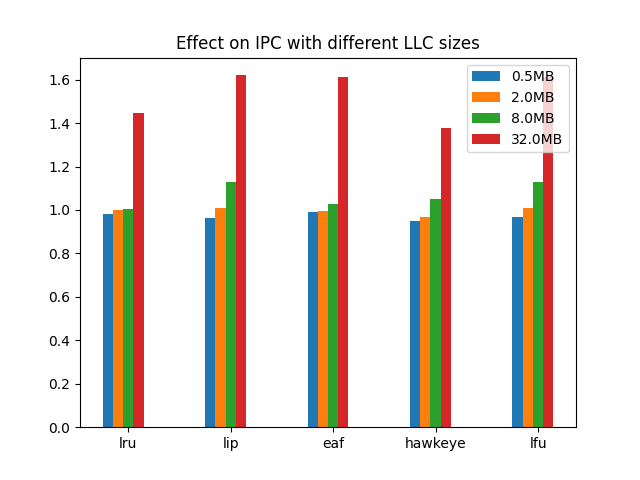 Effect on IPC with different LLC sizes
0.5MB
2.0MB
8.0MB
32.0MB
1.6
1.4
1.2
1.0
0.8
0.6
0.4
0.2
0.0
lru
lip
eaf
hawkeye
lfu